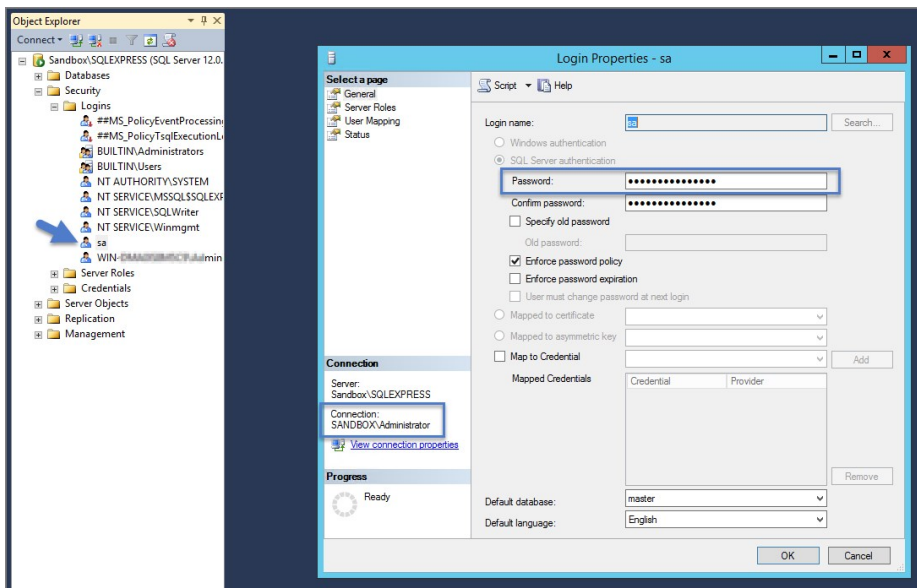 Object Explorer
Connect
Sandbox\SQLEXPRESS (SQL Server 12.0.
Databases
Security
Logins
##MS_PolicyEventProcessing
##MS_PolicyTsqlExecutionL
BUILTIN\Administrators
BUILTIN\Users
NT AUTHORITY\SYSTEM
NT SERVICE\MSSQL$SQLEXP
NT SERVICE\SQLWriter
NT SERVICE\Winmgmt
sa
WIN-
Server Roles
Credentials
Server Objects
Replication
Management
Login Properties - sa
Select a page
General
Server Roles
User Mapping
Status
Connection
Server:
Sandbox\SQLEXPRESS
Connection:
SANDBOX\Administrator
View connection properties
Progress
Ready
Script Help
Login name: sa Search...
Windows authentication
SQL Server authentication
Password: •••••••••••••••
Confirm password: •••••••••••••••
Specify old password
Old password:
Enforce password policy
Enforce password expiration
User must change password at next login
Mapped to certificate
Mapped to asymmetric key
Map to Credential Add
Mapped Credentials Credential Provider
Remove
Default database: master
Default language: English
OK Cancel